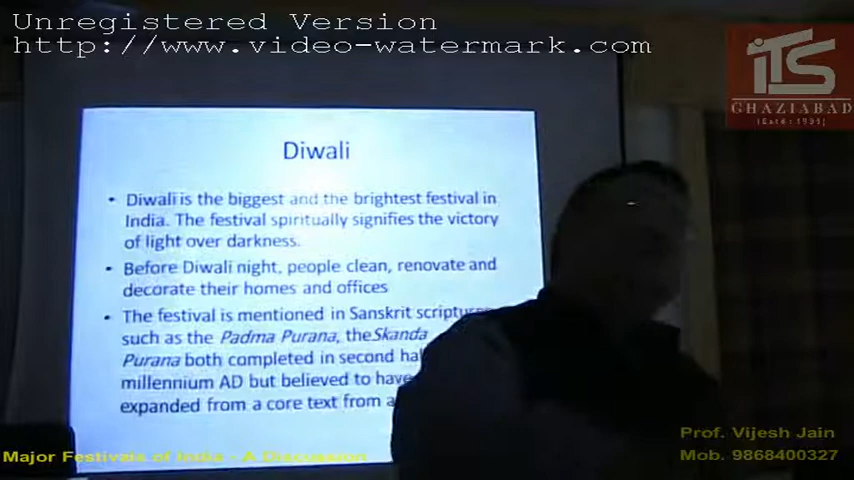 Unregistered Version
http://www.video-watermark.com
iTS
GHAZIABAD
(Estd : 1995)
Diwali
• Diwali is the biggest and the brightest festival in
India. The festival spiritually signifies the victory
of light over darkness.
• Before Diwali night, people clean, renovate and
decorate their homes and offices
• The festival is mentioned in Sanskrit scriptures
such as the Padma Purana, theSkanda
Purana both completed in second
millennium AD but believed to have
expanded from a core text from
Prof. Vijesh Jain
Major Festivals of India - A Discussion
Mob. 9868400327